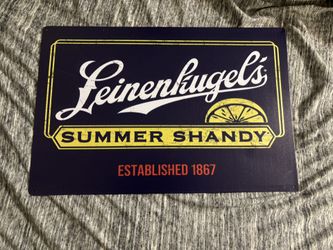 Leinenkugel's
SUMMER SHANDY
ESTABLISHED 1867